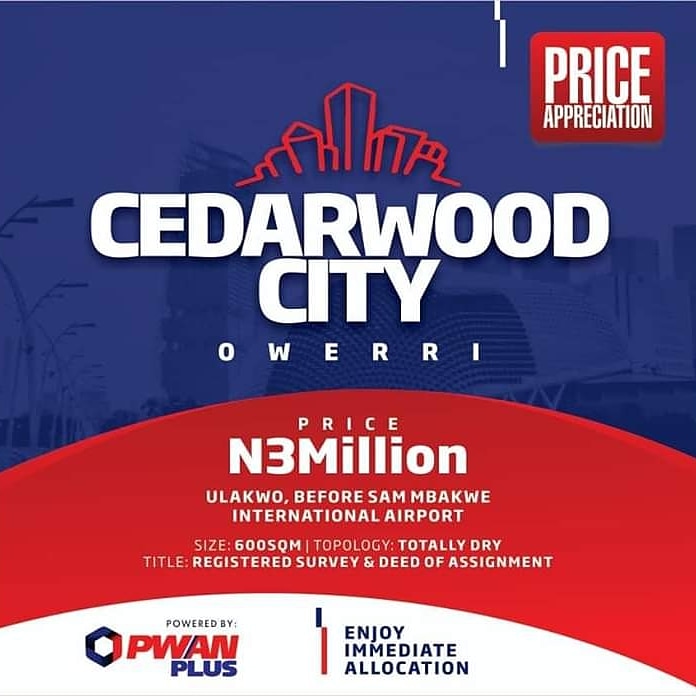 PRICE
APPRECIATION
CEDARWOOD
CITY
OWERRI
PRICE
N3Million
ULAKWO, BEFORE SAM MBAKWE
INTERNATIONAL AIRPORT
SIZE: 600SQM | TOPOLOGY: TOTALLY DRY
TITLE: REGISTERED SURVEY & DEED OF ASSIGNMENT
POWERED BY:
PWAN
PLUS
ENJOY
IMMEDIATE
ALLOCATION